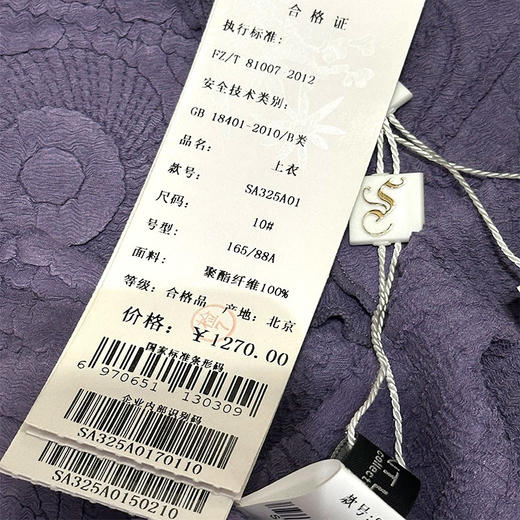 合格证
执行标准:
FZ/T 81007 2012
安全技术类别:
GB 18401-2010/B类
品名: 上衣
款号: SA325A01
尺码: 10#
号型: 165/88A
面料: 聚酯纤维100%
等级: 合格品 产地: 北京
价格: ¥1270.00
国家标准条形码
6 970651 130309
企业内部识别码
SA325A0170110
SA325A0150210
S
NT
collect
款号: